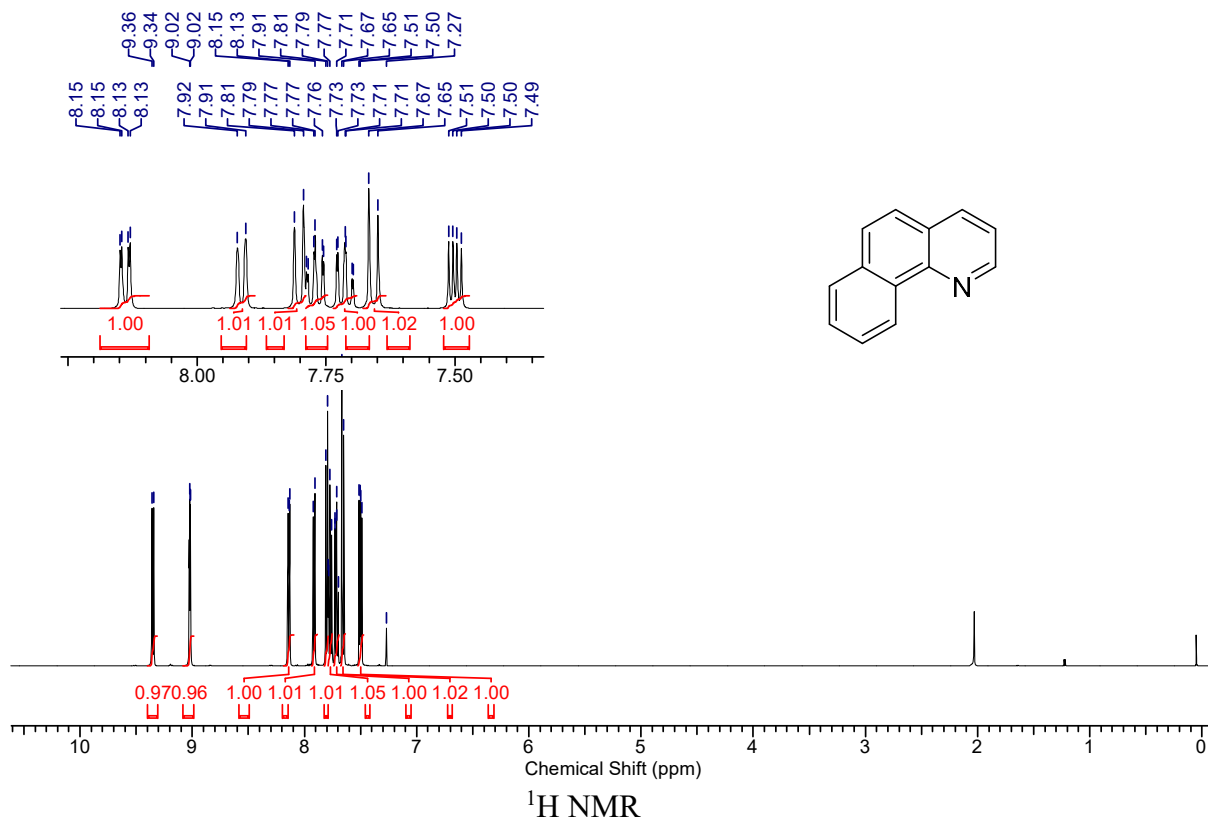 9.36 9.34 9.02 9.02 8.15 8.13 7.91 7.81 7.79 7.77 7.71 7.67 7.65 7.51 7.50 7.27
8.15 8.15 8.13 8.13 7.92 7.91 7.81 7.79 7.77 7.77 7.76 7.73 7.73 7.71 7.71 7.67 7.65 7.51 7.50 7.50 7.49
1.00 1.01 1.01 1.05 1.00 1.02 1.00
8.00 7.75 7.50
N
0.97 0.96 1.00 1.01 1.01 1.05 1.00 1.02 1.00
10 9 8 7 6 5 4 3 2 1 0
Chemical Shift (ppm)
¹H NMR